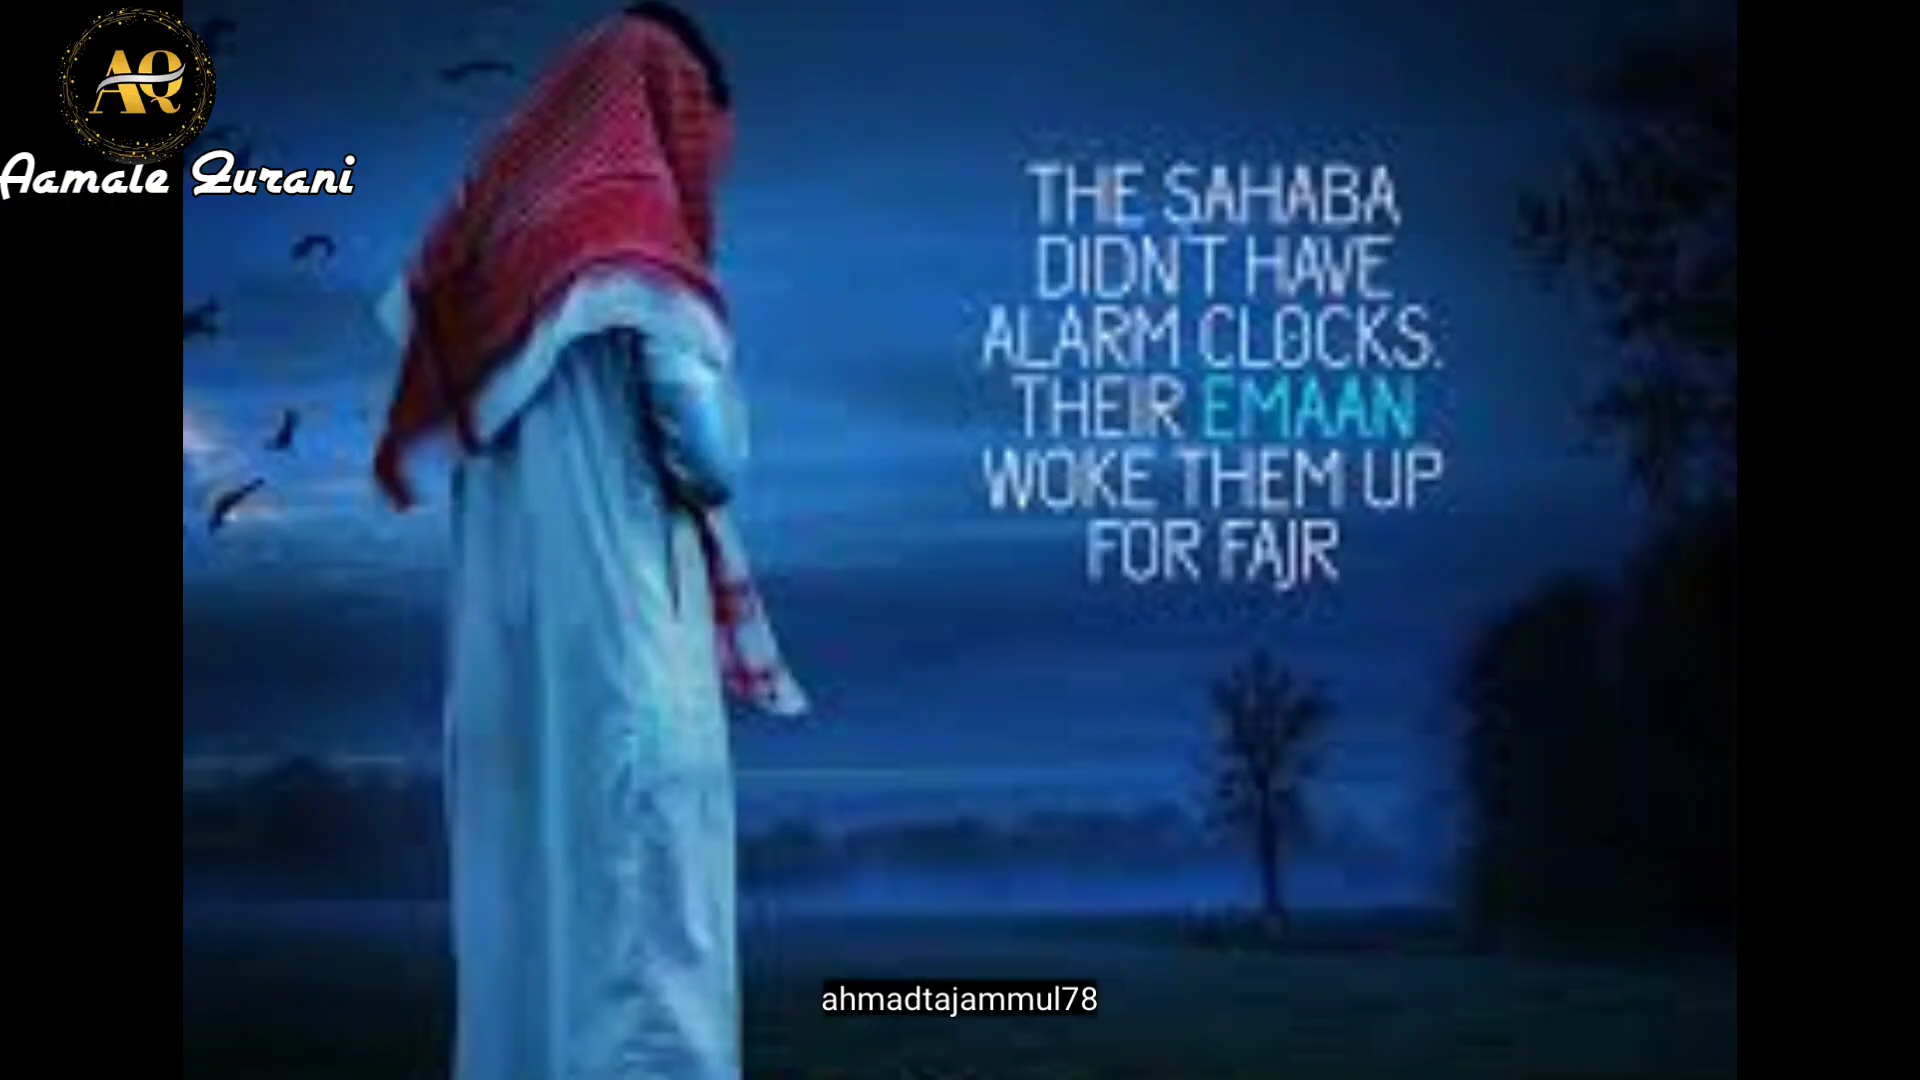 AQ
Aamale Qurani
THE SAHABA
DIDN'T HAVE
ALARM CLOCKS.
THEIR EMAAN
WOKE THEM UP
FOR FAJR
ahmadtajammul78